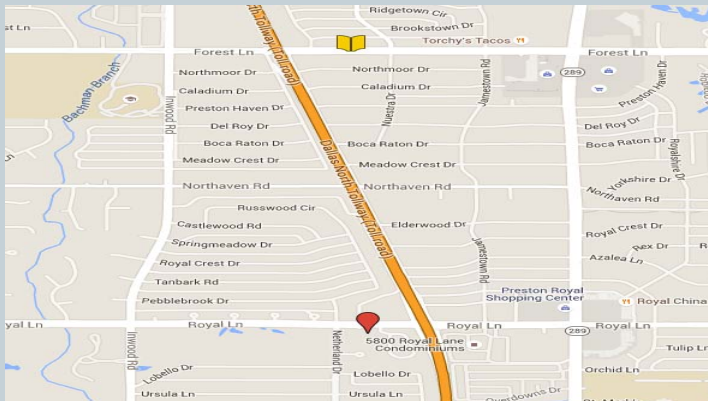 Ridgetown Cir
Brookstown Dr
Torchy's Tacos
Forest Ln
Forest Ln
289
Northmoor Dr
Northmoor Dr
Bachman Branch
Caladium Dr
Caladium Dr
Inwood Rd
Preston Haven Dr
Nuestra Dr
Jamestown Rd
Preston Haven Dr
Del Roy Dr
Del Roy Dr
Boca Raton Dr
Boca Raton Dr
Boca Raton Dr
Meadow Crest Dr
Meadow Crest Dr
Royalshire Dr
Dallas North Tollway (Toll road)
Yorkshire Dr
Northaven Rd
Northaven Rd
Northaven Rd
Russwood Cir
Castlewood Rd
Elderwood Dr
Royal Crest Dr
Springmeadow Dr
Rex Dr
Jamestown Rd
Azalea Ln
Royal Crest Dr
Tanbark Rd
Preston Royal
Shopping Center
Pebblebrook Dr
Royal China
Royal Ln
Royal Ln
Royal Ln
289
Inwood Rd
Netherland Dr
5800 Royal Lane
Condominiums
Tulip Ln
Lobello Dr
Lobello Dr
Orchid Ln
Ursula Ln
Ursula Ln